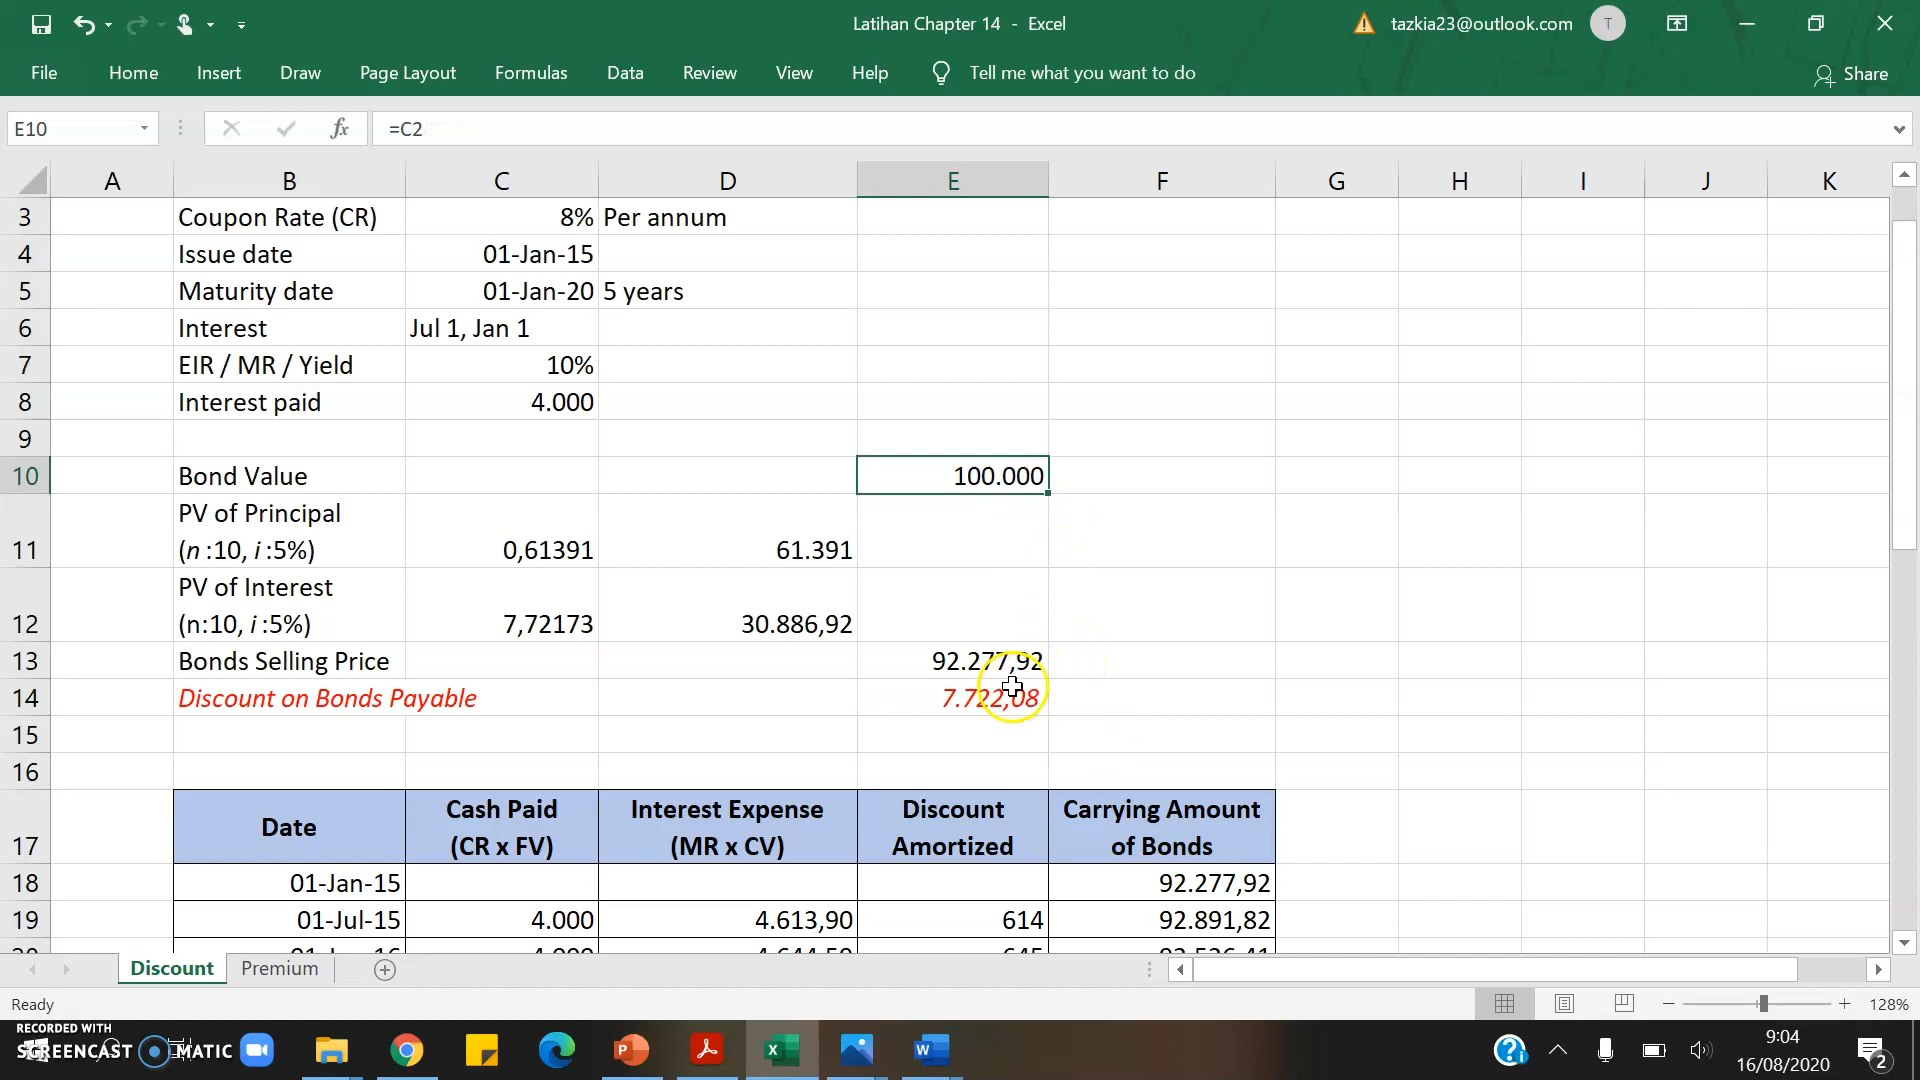 Latihan Chapter 14 - Excel
tazkia23@outlook.com
T
File Home Insert Draw Page Layout Formulas Data Review View Help Tell me what you want to do Share
E10 fx =C2
A B C D E F G H I J K
3 Coupon Rate (CR) 8% Per annum
4 Issue date 01-Jan-15
5 Maturity date 01-Jan-20 5 years
6 Interest Jul 1, Jan 1
7 EIR / MR / Yield 10%
8 Interest paid 4.000
9
10 Bond Value 100.000
PV of Principal
11 (n :10, i :5%) 0,61391 61.391
PV of Interest
12 (n:10, i :5%) 7,72173 30.886,92
13 Bonds Selling Price 92.277,92
14 Discount on Bonds Payable 7.722,08
15
16
Date Cash Paid Interest Expense Discount Carrying Amount
17 (CR x FV) (MR x CV) Amortized of Bonds
18 01-Jan-15 92.277,92
19 01-Jul-15 4.000 4.613,90 614 92.891,82
Discount Premium
Ready 128%
RECORDED WITH
SCREENCAST MATIC
9:04
16/08/2020
2